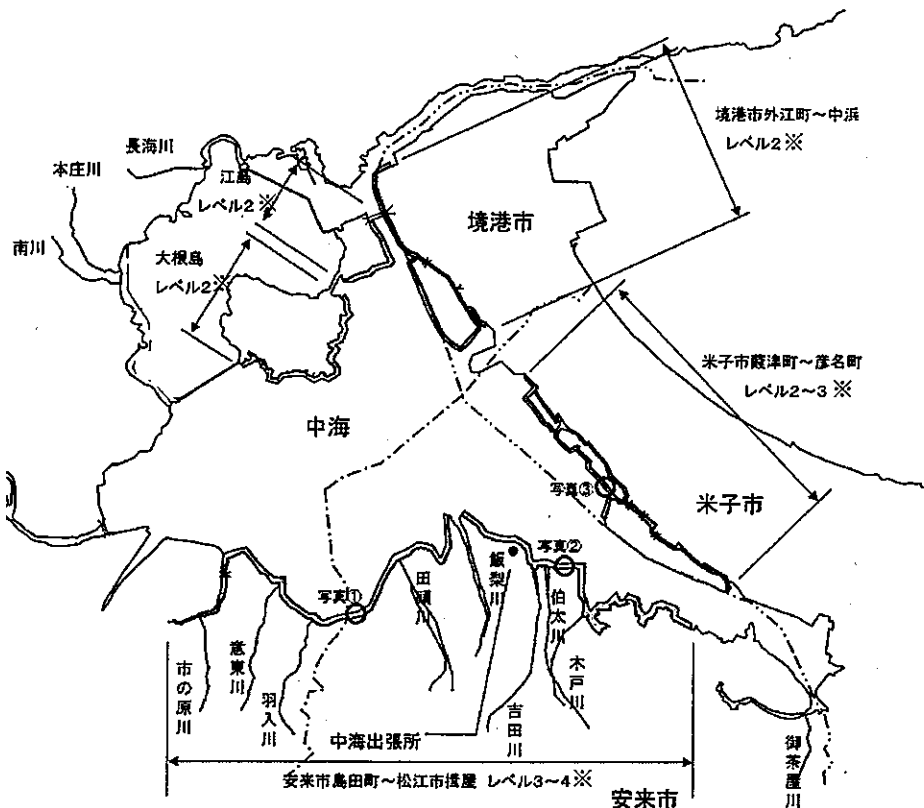 境港市外江町～中浜
レベル2※
長海川
本庄川
江島
レベル2※
境港市
南川
大根島
レベル2※
米子市葭津町～彦名町
レベル2～3※
中海
写真③
米子市
写真②
飯梨川
写真①
田頭川
伯太川
意東川
木戸川
市の原川
羽入川
吉田川
中海出張所
御茶屋川
安来市島田町～松江市揖屋 レベル3～4※
安来市